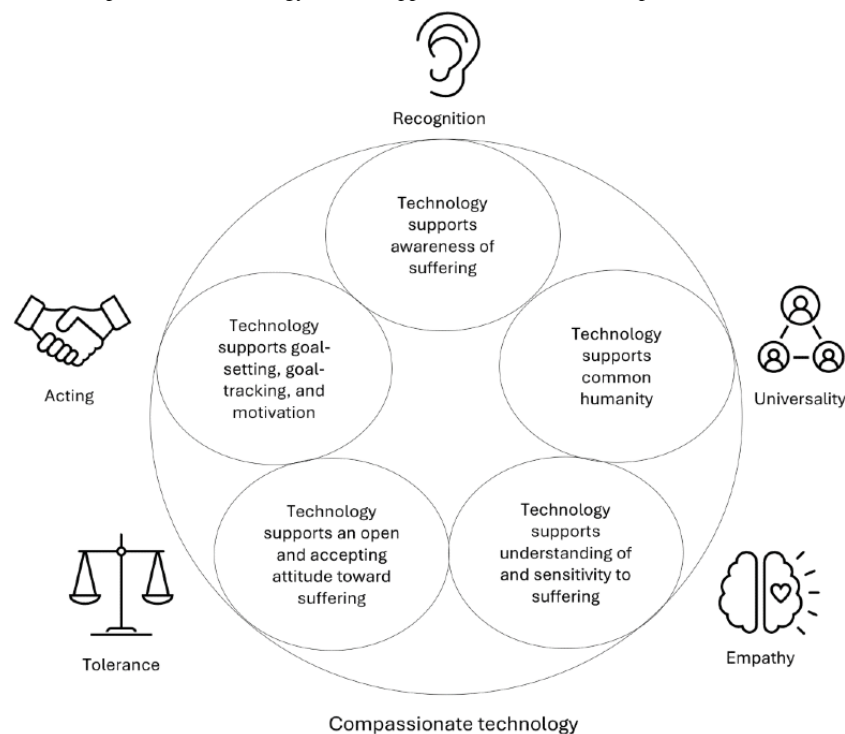 Recognition
Technology
supports
awareness of
suffering
Technology
supports goal-
setting, goal-
tracking, and
motivation
Acting
Technology
supports
common
humanity
Universality
Technology
supports an open
and accepting
attitude toward
suffering
Tolerance
Technology
supports
understanding of
and sensitivity to
suffering
Empathy
Compassionate technology